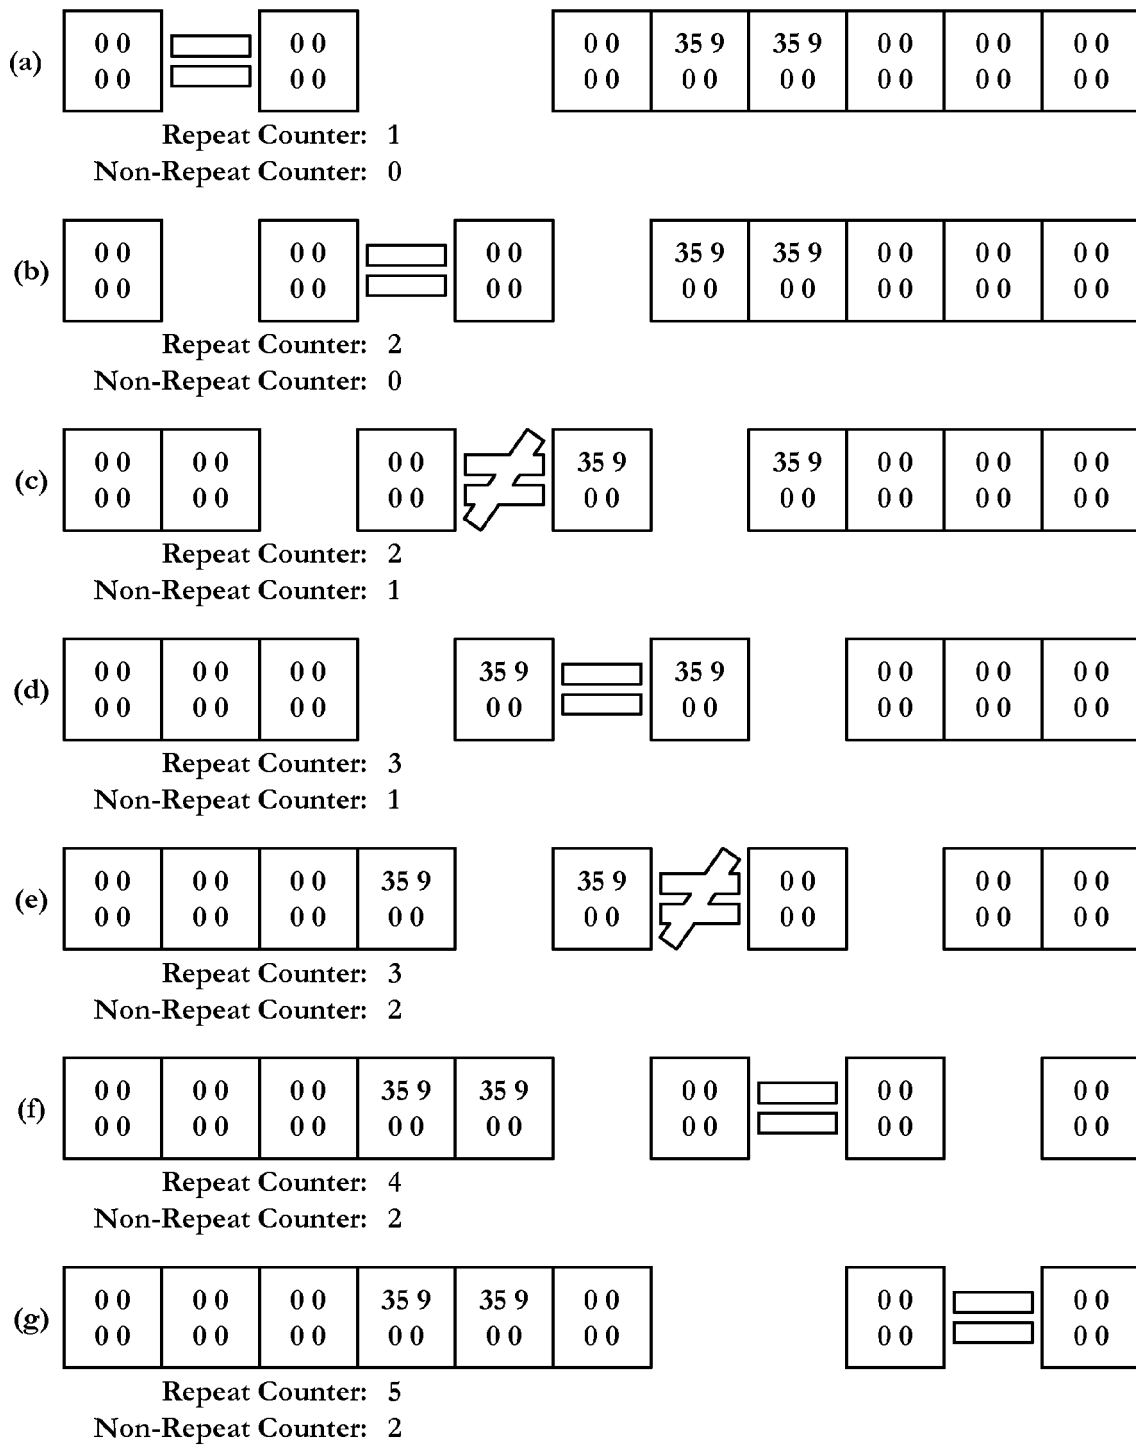 0 0 0 0 0 0 35 9 35 9 0 0 0 0 0 0
(a)
0 0 0 0 0 0 0 0 0 0 0 0 0 0 0 0
Repeat Counter: 1
Non-Repeat Counter: 0
0 0 0 0 0 0 35 9 35 9 0 0 0 0 0 0
(b)
0 0 0 0 0 0 0 0 0 0 0 0 0 0 0 0
Repeat Counter: 2
Non-Repeat Counter: 0
0 0 0 0 0 0 ≠ 35 9 35 9 0 0 0 0 0 0
(c)
0 0 0 0 0 0 0 0 0 0 0 0 0 0 0 0
Repeat Counter: 2
Non-Repeat Counter: 1
0 0 0 0 0 0 35 9 35 9 0 0 0 0 0 0
(d)
0 0 0 0 0 0 0 0 0 0 0 0 0 0 0 0
Repeat Counter: 3
Non-Repeat Counter: 1
0 0 0 0 0 0 35 9 35 9 ≠ 0 0 0 0 0 0
(e)
0 0 0 0 0 0 0 0 0 0 0 0 0 0 0 0
Repeat Counter: 3
Non-Repeat Counter: 2
0 0 0 0 0 0 35 9 35 9 0 0 0 0 0 0
(f)
0 0 0 0 0 0 0 0 0 0 0 0 0 0 0 0
Repeat Counter: 4
Non-Repeat Counter: 2
0 0 0 0 0 0 35 9 35 9 0 0 0 0 0 0
(g)
0 0 0 0 0 0 0 0 0 0 0 0 0 0 0 0
Repeat Counter: 5
Non-Repeat Counter: 2